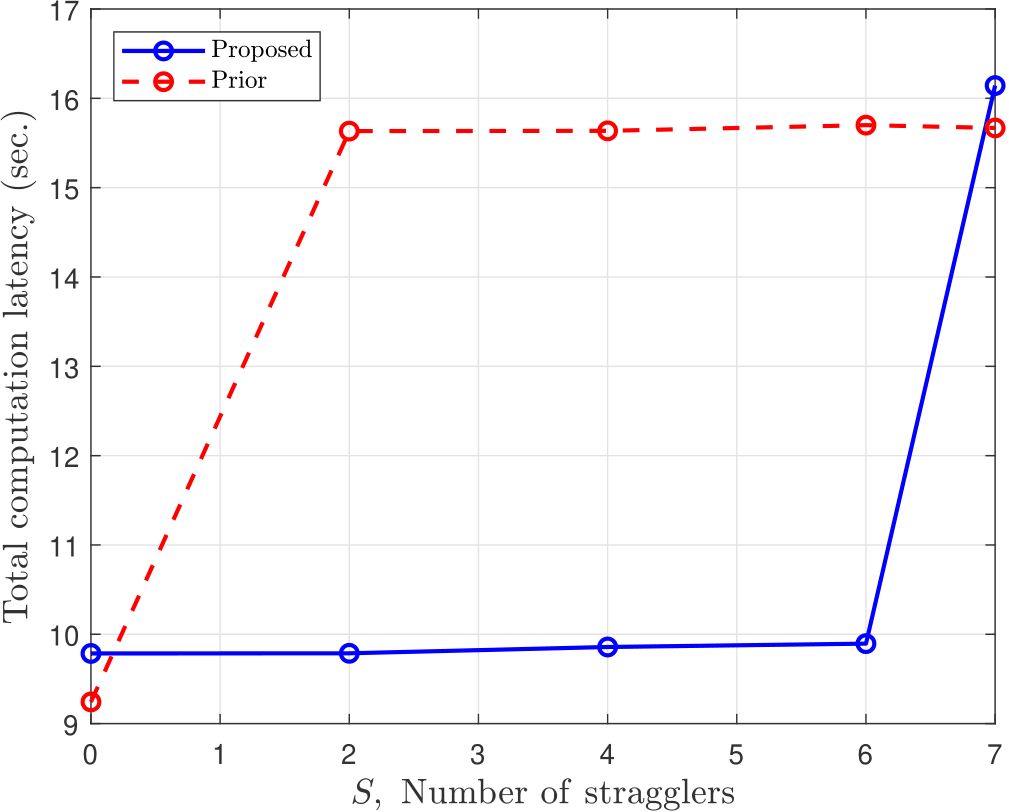 17
16
15
14
13
12
11
10
9
Total computation latency (sec.)
Proposed
Prior
0 1 2 3 4 5 6 7
S, Number of stragglers